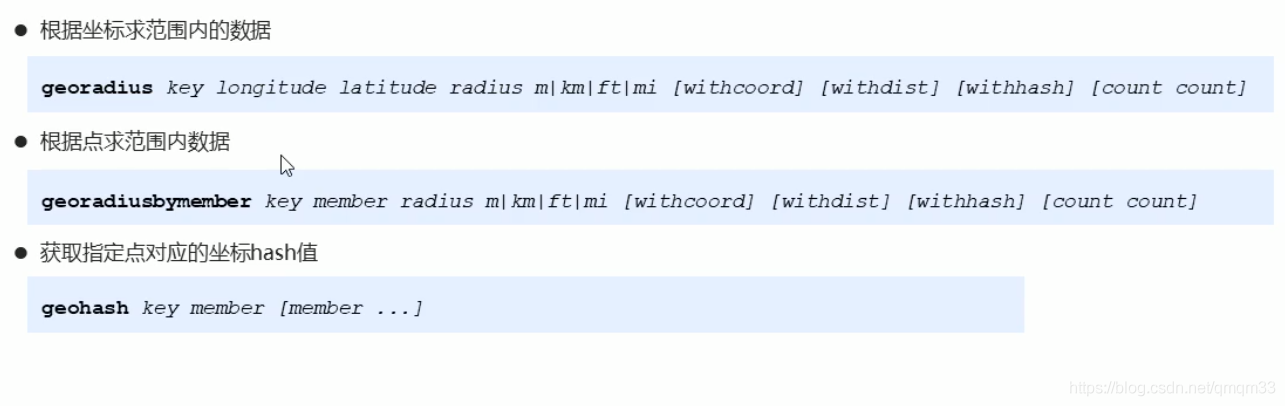 ● 根据坐标求范围内的数据
georadius key longitude latitude radius m|km|ft|mi [withcoord] [withdist] [withhash] [count count]
● 根据点求范围内数据
georadiusbymember key member radius m|km|ft|mi [withcoord] [withdist] [withhash] [count count]
● 获取指定点对应的坐标hash值
geohash key member [member ...]
https://blog.csdn.net/qmqm33